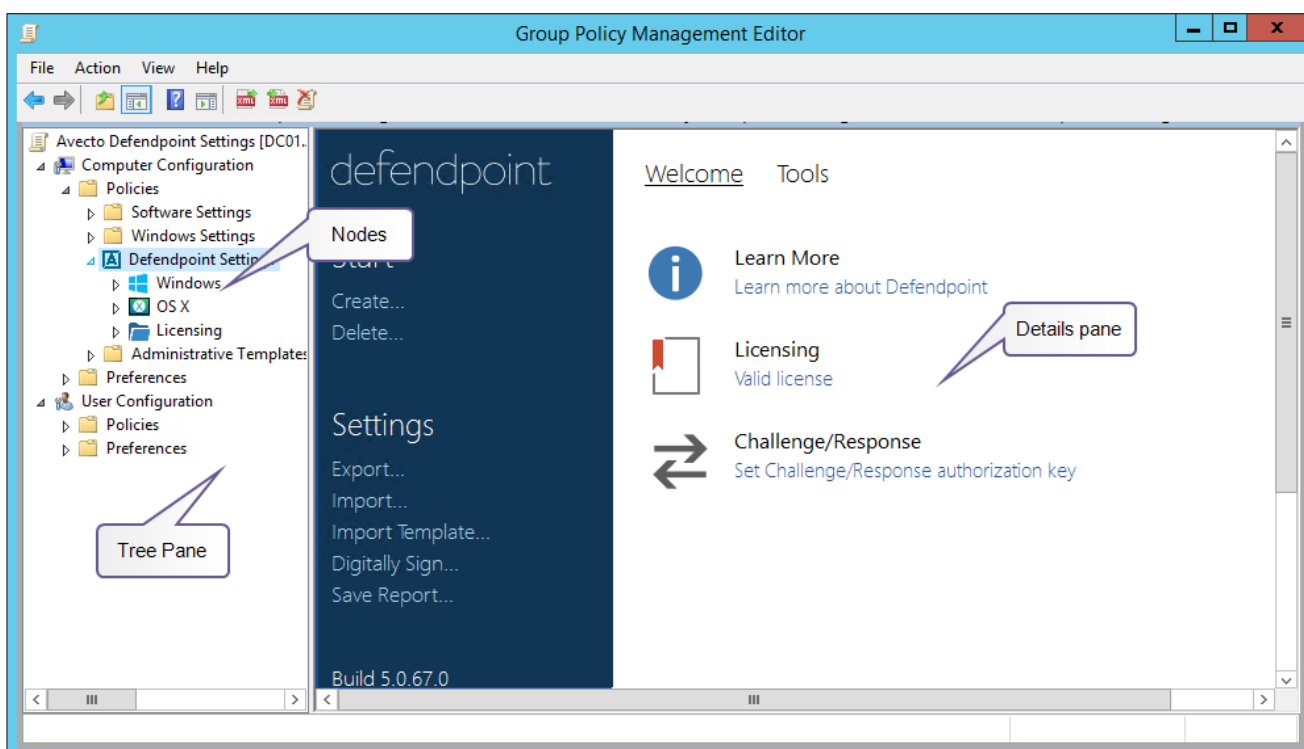 Group Policy Management Editor
File Action View Help
Avecto Defendpoint Settings [DC01..
Computer Configuration
Policies
Software Settings
Windows Settings
Defendpoint Settin
Windows
OS X
Licensing
Administrative Templates
Preferences
User Configuration
Policies
Preferences
Nodes
Tree Pane
defendpoint
Start
Create...
Delete...
Settings
Export...
Import...
Import Template...
Digitally Sign...
Save Report...
Build 5.0.67.0
Welcome Tools
Learn More
Learn more about Defendpoint
Licensing
Valid license
Challenge/Response
Set Challenge/Response authorization key
Details pane